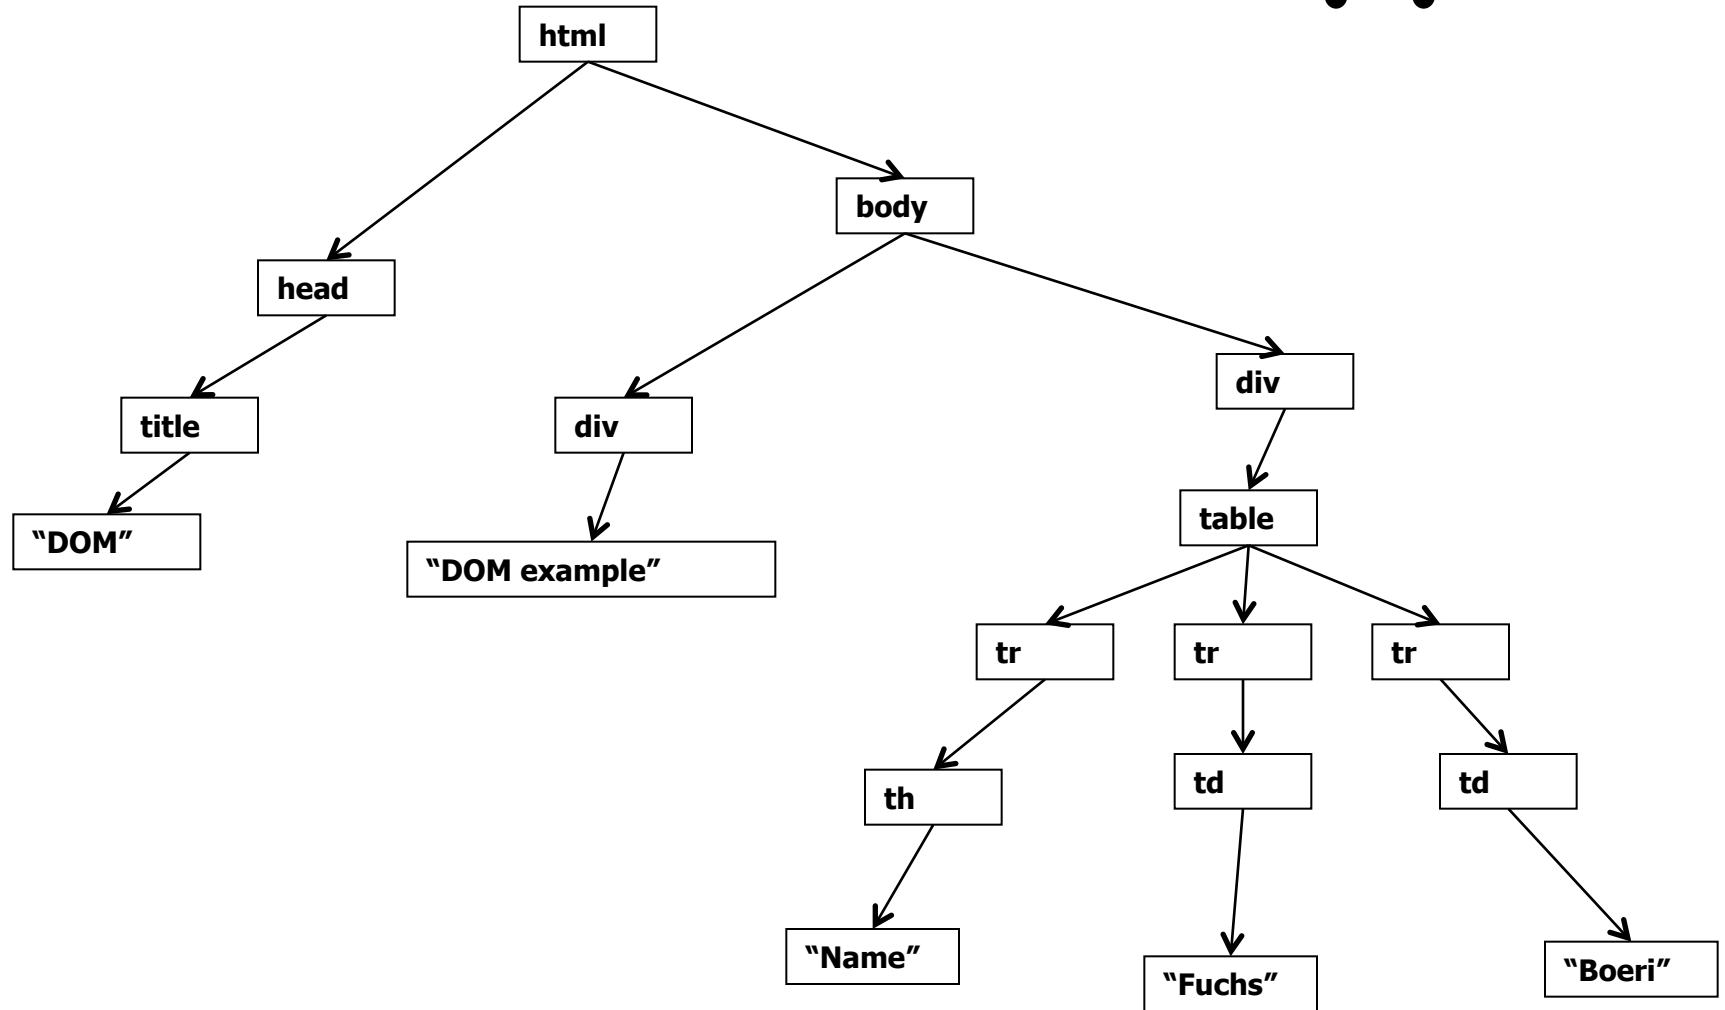 html
body
head
div
title
div
table
“DOM”
“DOM example”
tr
tr
tr
th
td
td
“Name”
“Fuchs”
“Boeri”